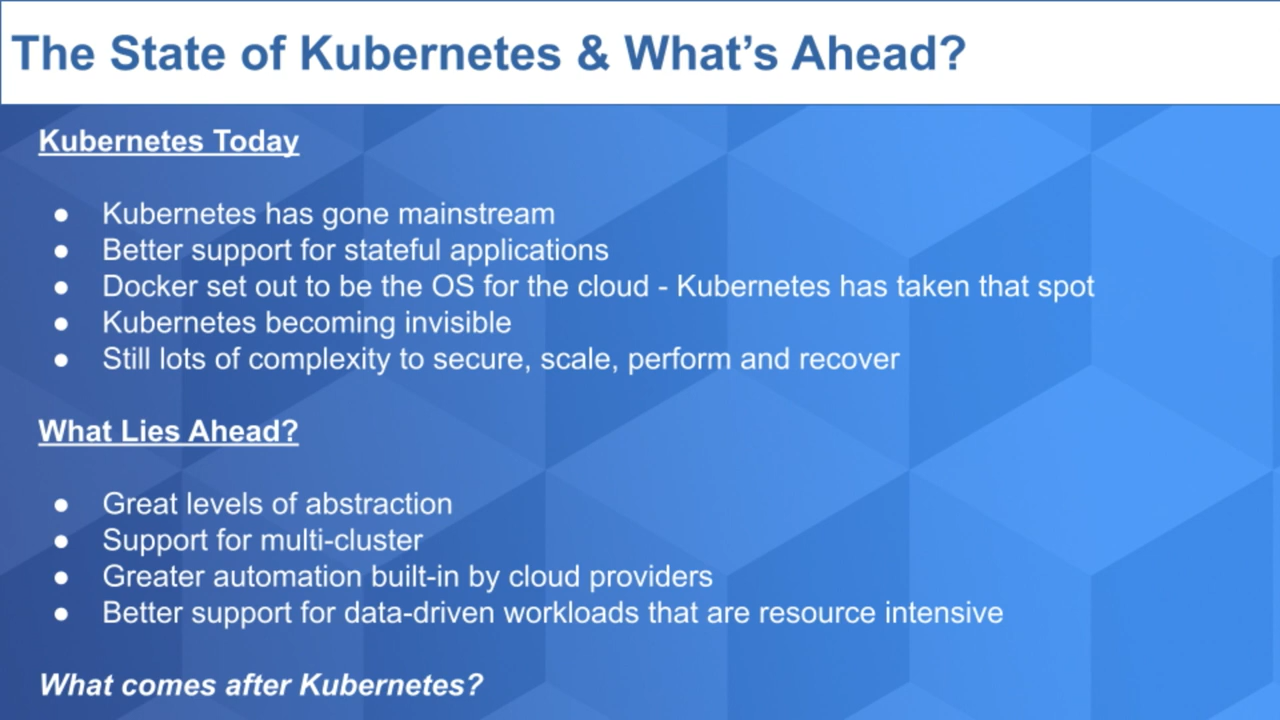 The State of Kubernetes & What’s Ahead?
Kubernetes Today
● Kubernetes has gone mainstream
● Better support for stateful applications
● Docker set out to be the OS for the cloud - Kubernetes has taken that spot
● Kubernetes becoming invisible
● Still lots of complexity to secure, scale, perform and recover
What Lies Ahead?
● Great levels of abstraction
● Support for multi-cluster
● Greater automation built-in by cloud providers
● Better support for data-driven workloads that are resource intensive
What comes after Kubernetes?